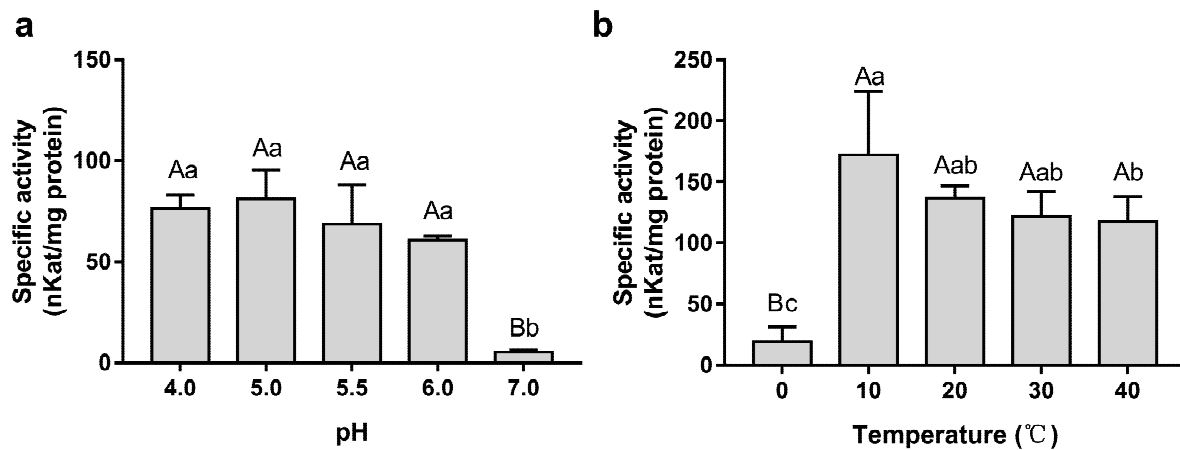 a
Specific activity
(nKat/mg protein)
150
100
50
0
Aa
Aa
Aa
Aa
Bb
4.0 5.0 5.5 6.0 7.0
pH
b
Specific activity
(nKat/mg protein)
250
200
150
100
50
0
Bc
Aa
Aab
Aab
Ab
0 10 20 30 40
Temperature (℃)